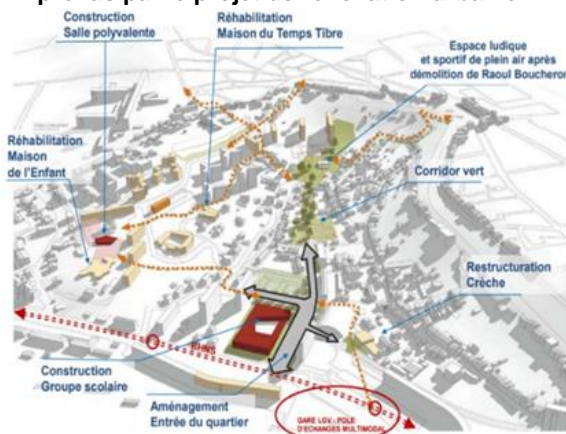 Construction
Salle polyvalente
Réhabilitation
Maison du Temps Tibre
Espace ludique
et sportif de plein air après
démolition de Raoul Boucheron
Réhabilitation
Maison
de l'Enfant
Corridor vert
Restructuration
Crèche
BHNS
Construction
Groupe scolaire
Aménagement
Entrée du quartier
GARE LGV - POLE
D'ECHANGES MULTIMODAL